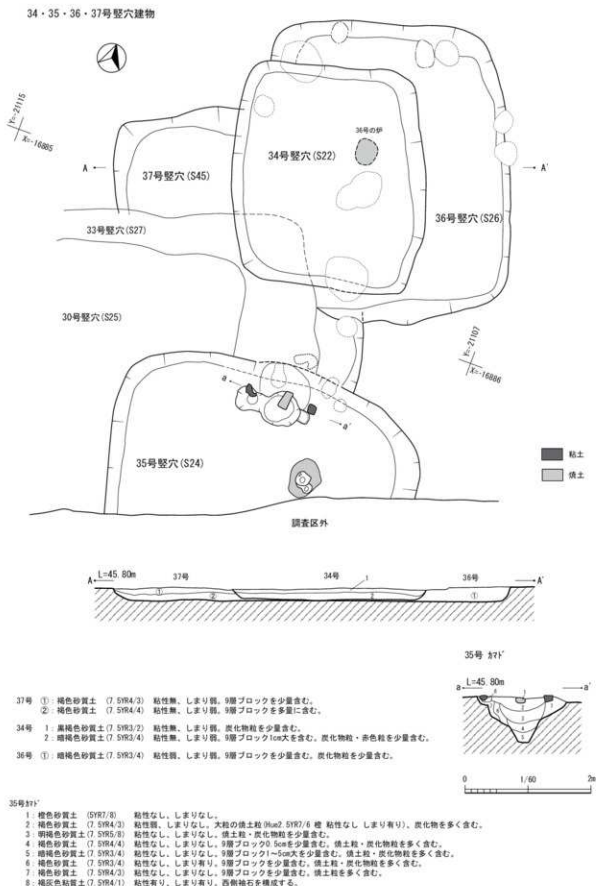 34・35・36・37号竪穴建物
Y=-21115
X=-16885
36号の炉
34号竪穴(S22)
A
37号竪穴(S45)
A'
36号竪穴(S26)
33号竪穴(S27)
30号竪穴(S25)
Y=-21107
X=-16886
a
a'
35号竪穴(S24)
粘土
焼土
調査区外
A L=45.80m 37号 34号 1 36号 A'
① ② 2 ①
35号 ｶﾏﾄﾞ
a L=45.80m a'
37号 ①：褐色砂質土 (7.5YR4/3) 粘性無、しまり弱。9層ブロックを少量含む。
②：褐色砂質土 (7.5YR4/4) 粘性無、しまり弱。9層ブロックを多量に含む。
34号 1：黒褐色砂質土(7.5YR3/2) 粘性無、しまり弱。炭化物粒を少量含む。
2：暗褐色砂質土(7.5YR3/4) 粘性無、しまり弱。9層ブロック1cm大を含む。炭化物粒・赤色粒を少量含む。
36号 ①：暗褐色砂質土(7.5YR3/4) 粘性弱、しまり弱。9層ブロックを少量含む。炭化物粒を少量含む。
0 1/60 2m
35号ｶﾏﾄﾞ
1：橙色砂質土 (5YR7/8) 粘性なし、しまりなし。
2：褐色砂質土 (7.5YR4/3) 粘性弱、しまりなし。大粒の焼土粒(Hue2.5YR7/6 橙 粘性なし しまり有り)、炭化物を多く含む。
3：明褐色砂質土(7.5YR5/8) 粘性なし、しまりなし。焼土粒・炭化物粒を少量含む。
4：褐色砂質土 (7.5YR4/4) 粘性なし、しまりなし。9層ブロック0.5cmを少量含む。焼土粒・炭化物粒を多く含む。
5：暗褐色砂質土(7.5YR3/4) 粘性なし、しまりなし。9層ブロック1～5cm大を少量含む。焼土粒・炭化物粒を多く含む。
6：褐色砂質土 (7.5YR3/4) 粘性なし、しまり有り。9層ブロックを少量含む。焼土粒・炭化物粒を多く含む。
7：褐色砂質土 (7.5YR4/3) 粘性なし、しまりなし。9層ブロックを少量含む。焼土粒を多く含む。
8：褐灰色粘質土(7.5YR4/1) 粘性有り、しまり有り。西側袖石を構成する。